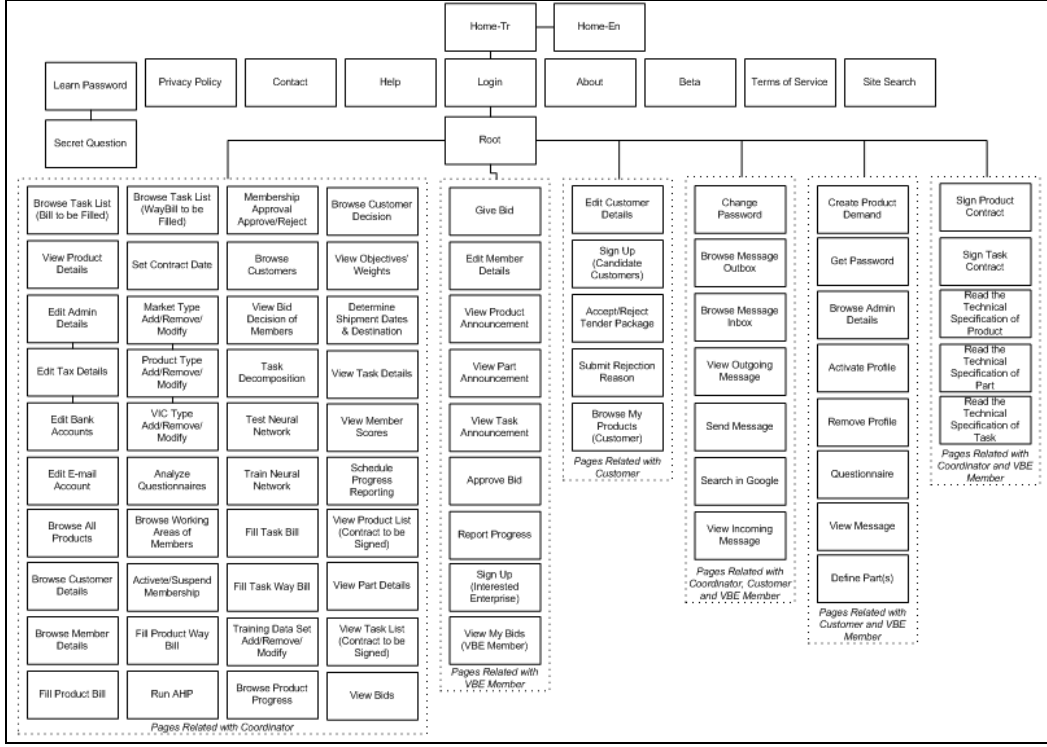 Home-Tr
Home-En
Learn Password
Privacy Policy
Contact
Help
Login
About
Beta
Terms of Service
Site Search
Secret Question
Root
Browse Task List
(Bill to be Filled)
View Product
Details
Edit Admin
Details
Edit Tax Details
Edit Bank
Accounts
Edit E-mail
Account
Browse All
Products
Browse Customer
Details
Browse Member
Details
Fill Product Bill
Browse Task List
(WayBill to be
Filled)
Set Contract Date
Market Type
Add/Remove/
Modify
Product Type
Add/Remove/
Modify
VIC Type
Add/Remove/
Modify
Analyze
Questionnaires
Browse Working
Areas of
Members
Activete/Suspend
Membership
Fill Product Way
Bill
Run AHP
Membership
Approval
Approve/Reject
Browse
Customers
View Bid
Decision of
Members
Task
Decomposition
Test Neural
Network
Train Neural
Network
Fill Task Bill
Fill Task Way Bill
Training Data Set
Add/Remove/
Modify
Browse Product
Progress
Browse Customer
Decision
View Objectives'
Weights
Determine
Shipment Dates
& Destination
View Task Details
View Member
Scores
Schedule
Progress
Reporting
View Product List
(Contract to be
Signed)
View Part Details
View Task List
(Contract to be
Signed)
View Bids
Pages Related with Coordinator
Give Bid
Edit Member
Details
View Product
Announcement
View Part
Announcement
View Task
Announcement
Approve Bid
Report Progress
Sign Up
(Interested
Enterprise)
View My Bids
(VBE Member)
Pages Related with
VBE Member
Edit Customer
Details
Sign Up
(Candidate
Customers)
Accept/Reject
Tender Package
Submit Rejection
Reason
Browse My
Products
(Customer)
Pages Related with
Customer
Change
Password
Browse Message
Outbox
Browse Message
Inbox
View Outgoing
Message
Send Message
Search in Google
View Incoming
Message
Pages Related with
Coordinator, Customer
and VBE Member
Create Product
Demand
Get Password
Browse Admin
Details
Activate Profile
Remove Profile
Questionnaire
View Message
Define Part(s)
Pages Related with
Customer and VBE
Member
Sign Product
Contract
Sign Task
Contract
Read the
Technical
Specification of
Product
Read the
Technical
Specification of
Part
Read the
Technical
Specification of
Task
Pages Related with
Coordinator and VBE
Member